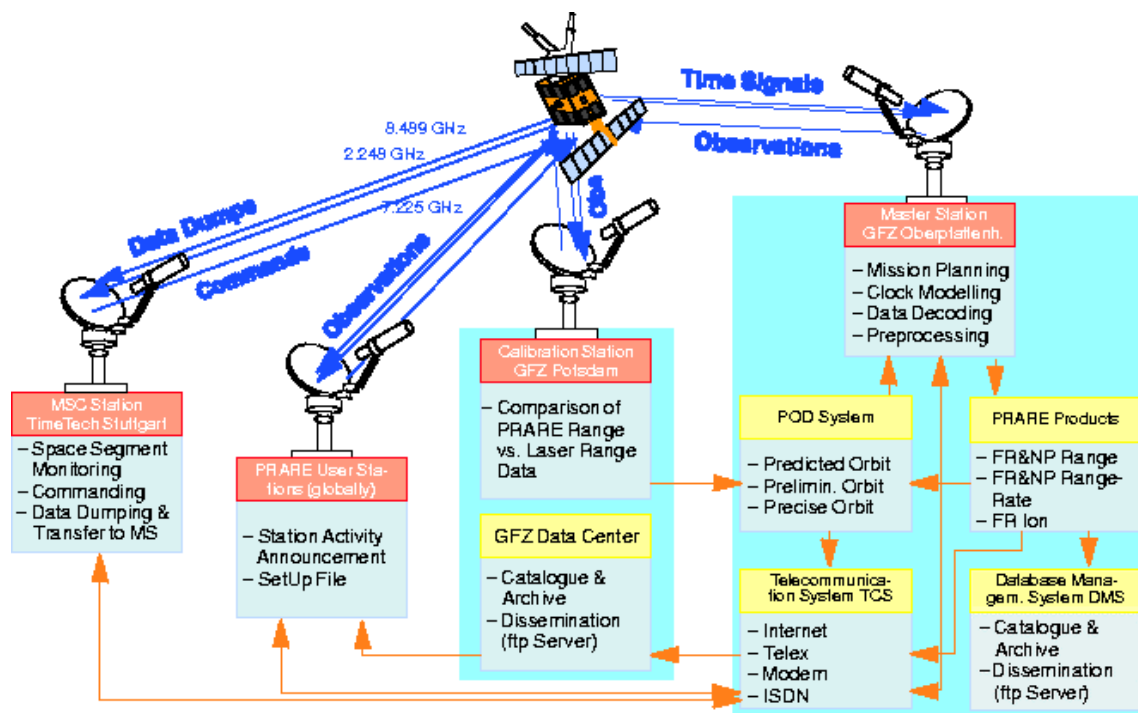 Time Signals
8.489 GHz
2.249 GHz
Observations
7.225 GHz
Data Dumps
Commands
Observations
Master Station
GFZ Oberpfaffenh.
– Mission Planning
– Clock Modelling
– Data Decoding
– Preprocessing
Calibration Station
GFZ Potsdam
– Comparison of
PRARE Range
vs. Laser Range
Data
MSC Station
TimeTech Stuttgart
– Space Segment
Monitoring
– Commanding
– Data Dumping &
Transfer to MS
PRARE User Sta-
tions (globally)
– Station Activity
Announcement
– SetUp File
POD System
– Predicted Orbit
– Prelimin. Orbit
– Precise Orbit
PRARE Products
– FR&NP Range
– FR&NP Range-
Rate
– FR Ion
GFZ Data Center
– Catalogue &
Archive
– Dissemination
(ftp Server)
Telecommunica-
tion System TCS
– Internet
– Telex
– Modem
– ISDN
Database Mana-
gem. System DMS
– Catalogue &
Archive
– Dissemination
(ftp Server)